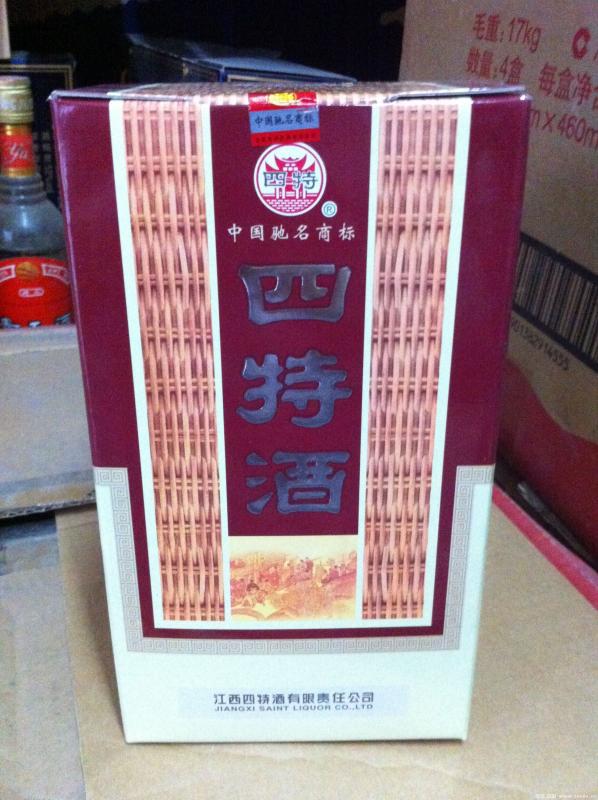 毛重: 17kg
数量: 4盒 每盒净
m×460m
中国驰名商标
四特
®
中国驰名商标
四
特
酒
江西四特酒有限责任公司
JIANGXI SAINT LIQUOR CO.,LTD